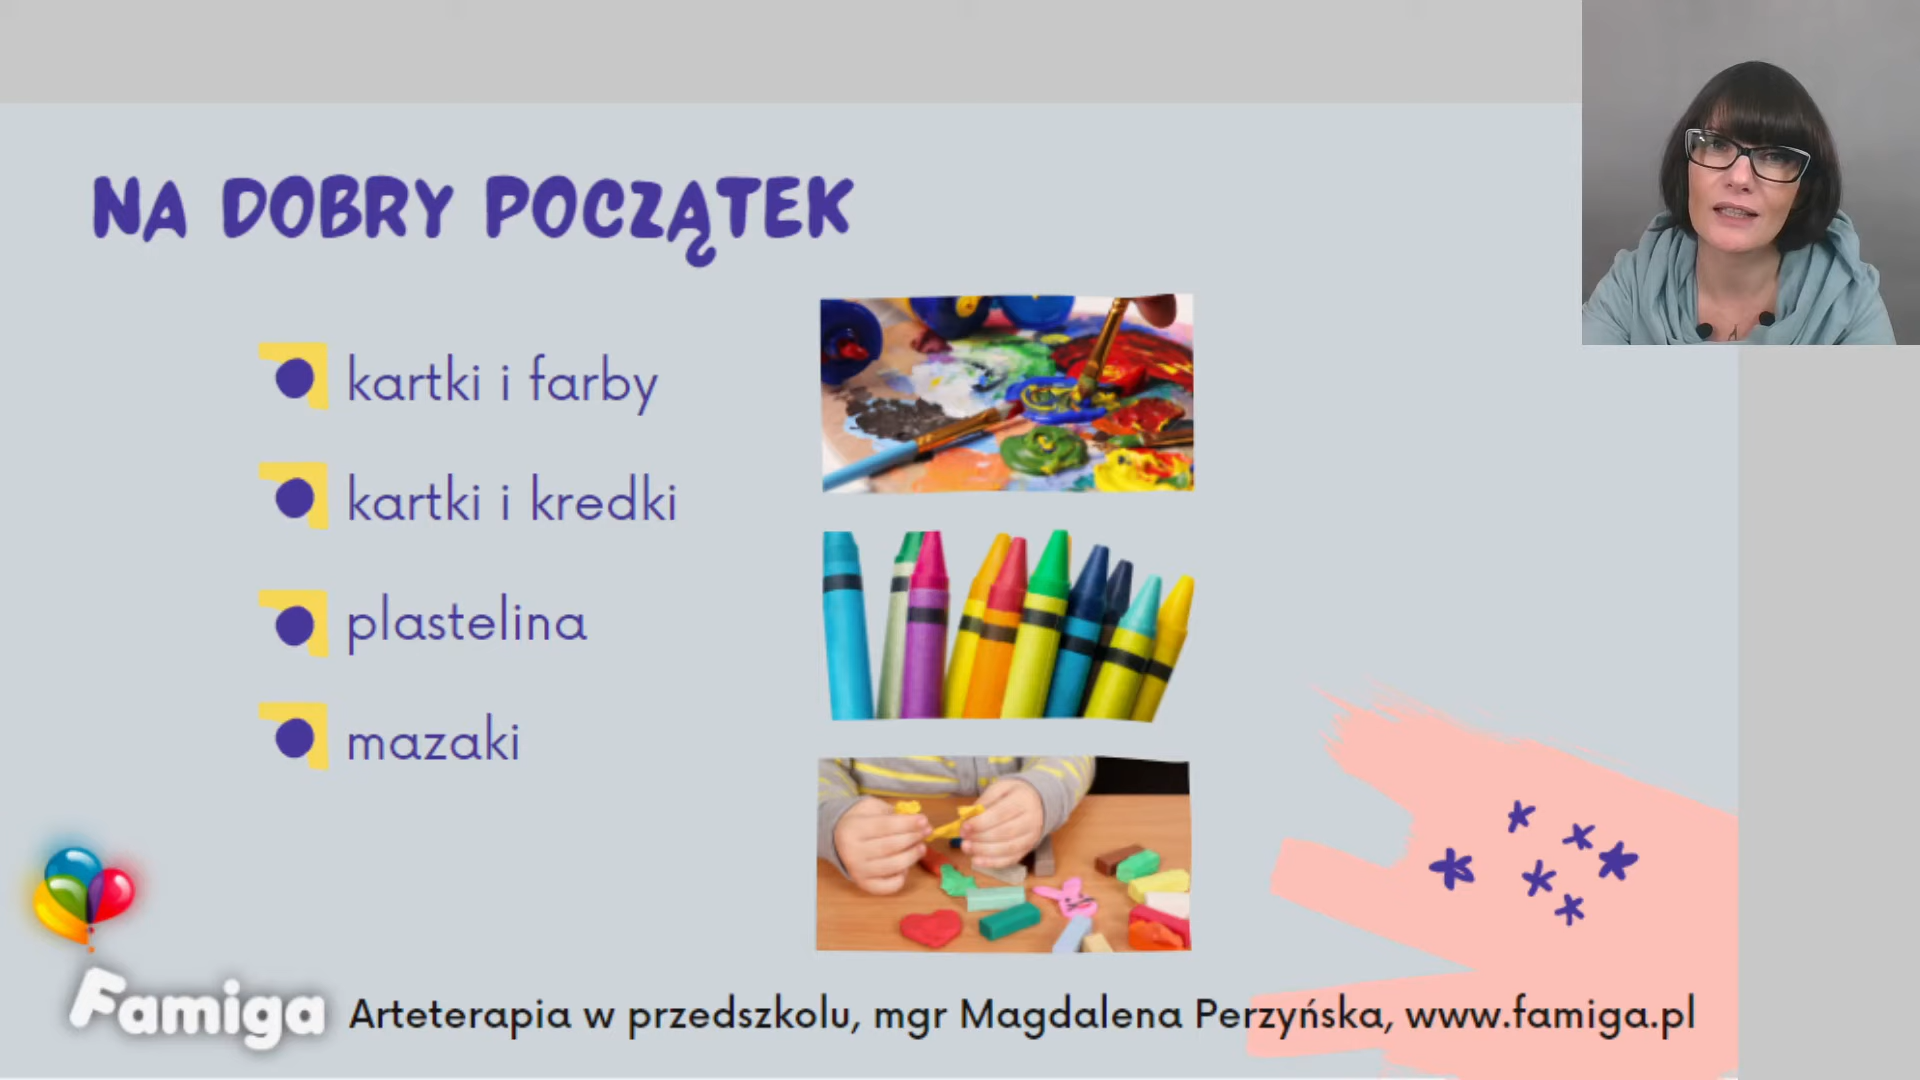 NA DOBRY POCZĄTEK
kartki i farby
kartki i kredki
plastelina
mazaki
Famiga
Arteterapia w przedszkolu, mgr Magdalena Perzyńska, www.famiga.pl